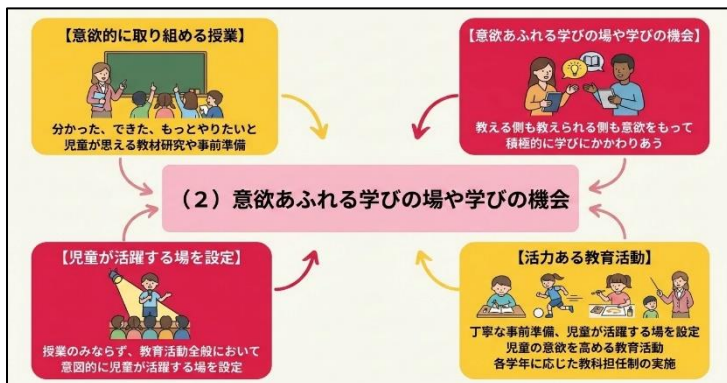 【意欲的に取り組める授業】
分かった、できた、もっとやりたいと
児童が思える教材研究や事前準備
【意欲あふれる学びの場や学びの機会】
教える側も教えられる側も意欲をもって
積極的に学びにかかわりあう
（２）意欲あふれる学びの場や学びの機会
【児童が活躍する場を設定】
授業のみならず、教育活動全般において
意図的に児童が活躍する場を設定
【活力ある教育活動】
丁寧な事前準備、児童が活躍する場を設定
児童の意欲を高める教育活動
各学年に応じた教科担任制の実施